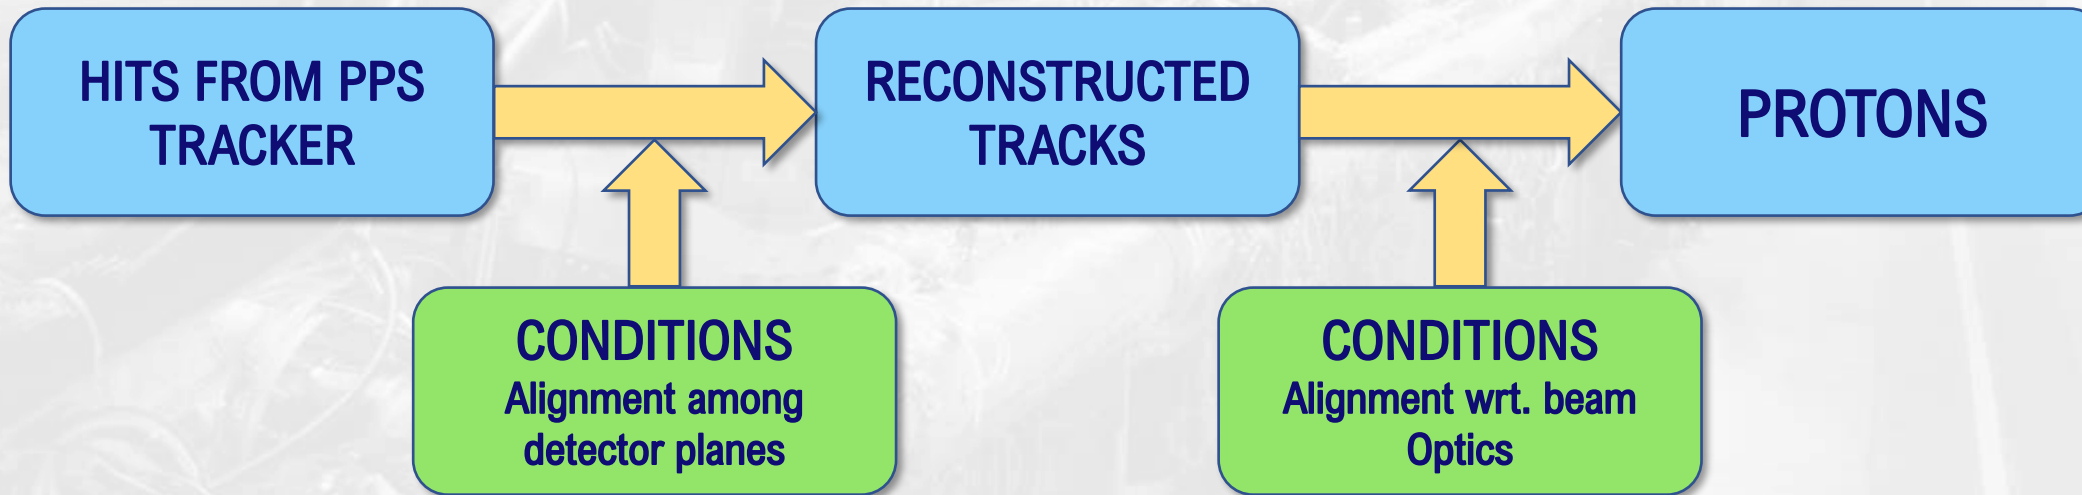 HITS FROM PPS
TRACKER
RECONSTRUCTED
TRACKS
PROTONS
CONDITIONS
Alignment among
detector planes
CONDITIONS
Alignment wrt. beam
Optics